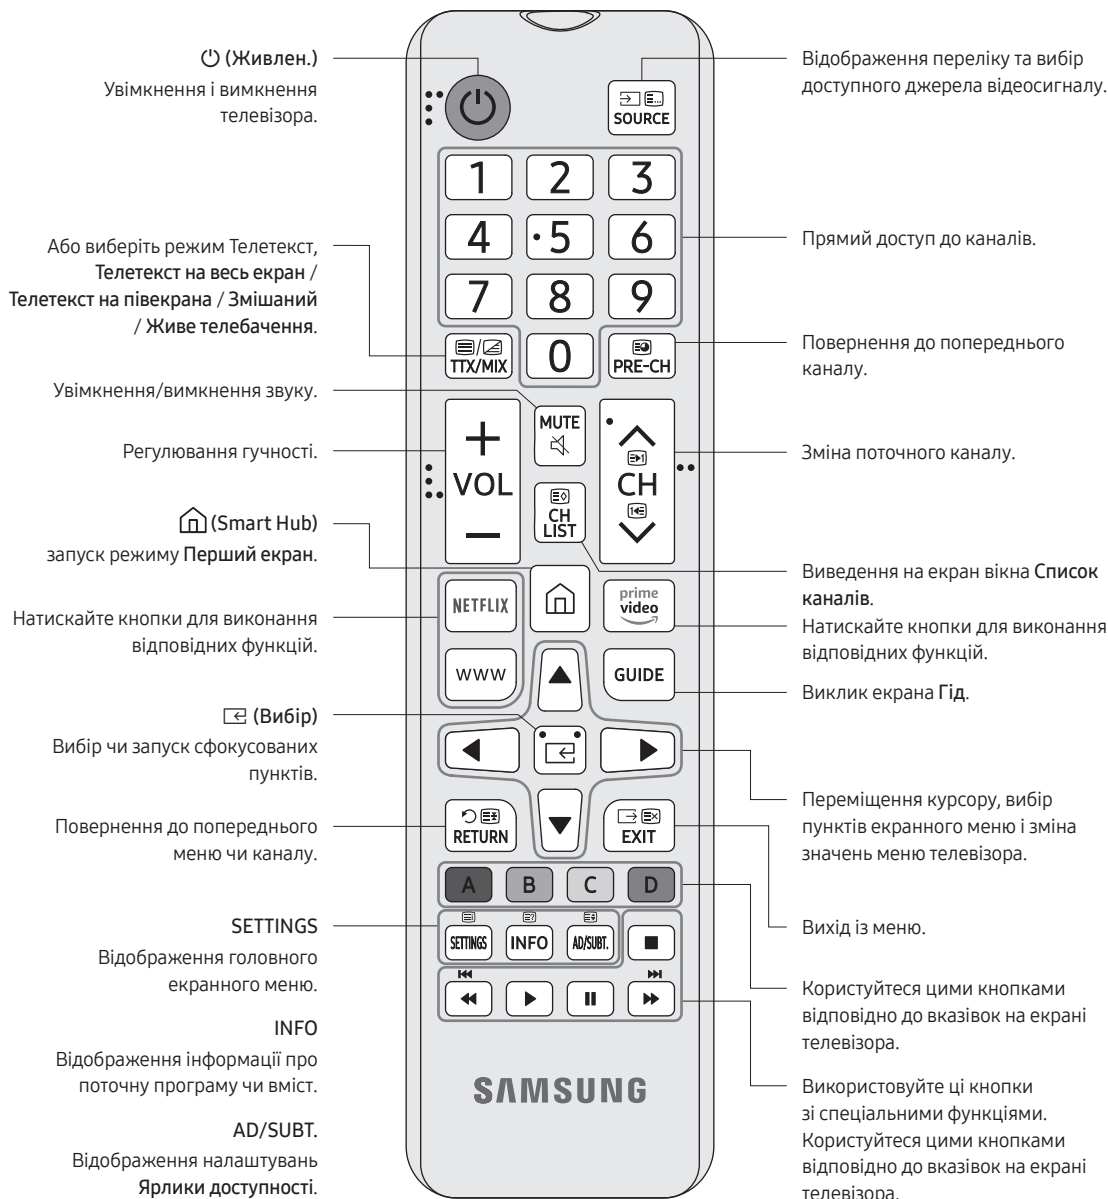 (Живлен.)
Увімкнення і вимкнення
телевізора.
Або виберіть режим Телетекст,
Телетекст на весь екран /
Телетекст на півекрана / Змішаний
/ Живе телебачення.
Увімкнення/вимкнення звуку.
Регулювання гучності.
(Smart Hub)
запуск режиму Перший екран.
Натискайте кнопки для виконання
відповідних функцій.
(Вибір)
Вибір чи запуск сфокусованих
пунктів.
Повернення до попереднього
меню чи каналу.
SETTINGS
Відображення головного
екранного меню.
INFO
Відображення інформації про
поточну програму чи вміст.
AD/SUBT.
Відображення налаштувань
Ярлики доступності.
SOURCE
1 2 3
4 5 6
7 8 9
TTX/MIX 0 PRE-CH
MUTE
VOL
CH
CH
LIST
NETFLIX
prime
video
www
GUIDE
RETURN
EXIT
A B C D
SETTINGS INFO AD/SUBT.
SAMSUNG
Відображення переліку та вибір
доступного джерела відеосигналу.
Прямий доступ до каналів.
Повернення до попереднього
каналу.
Зміна поточного каналу.
Виведення на екран вікна Список
каналів.
Натискайте кнопки для виконання
відповідних функцій.
Виклик екрана Гід.
Переміщення курсору, вибір
пунктів екранного меню і зміна
значень меню телевізора.
Вихід із меню.
Користуйтеся цими кнопками
відповідно до вказівок на екрані
телевізора.
Використовуйте ці кнопки
зі спеціальними функціями.
Користуйтеся цими кнопками
відповідно до вказівок на екрані
телевізора.